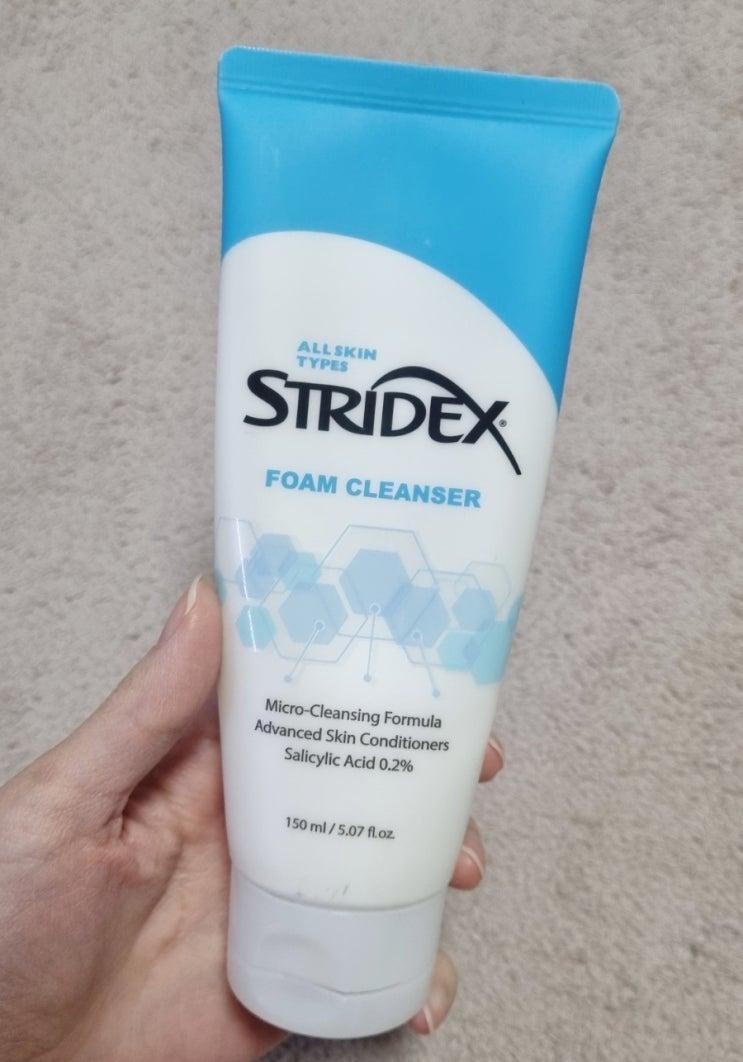 ALL SKIN
TYPES
STRIDEX®
FOAM CLEANSER
Micro-Cleansing Formula
Advanced Skin Conditioners
Salicylic Acid 0.2%
150 ml / 5.07 fl.oz.